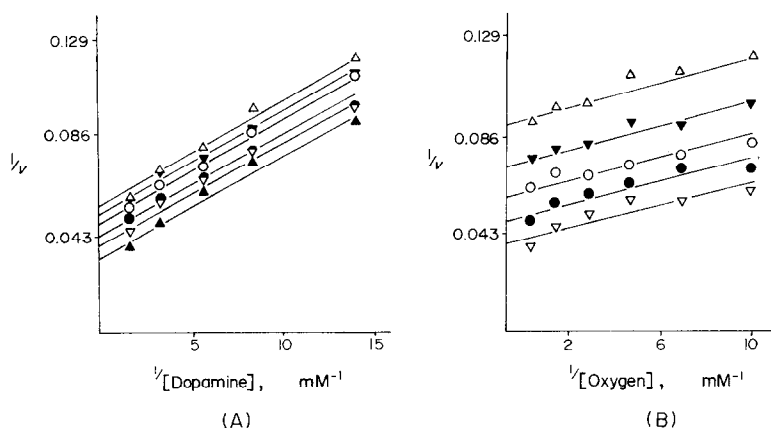 0.129
0.086
1/v
0.043
5
10
15
1/[Dopamine], mM⁻¹
(A)
0.129
0.086
1/v
0.043
2
6
10
1/[Oxygen], mM⁻¹
(B)